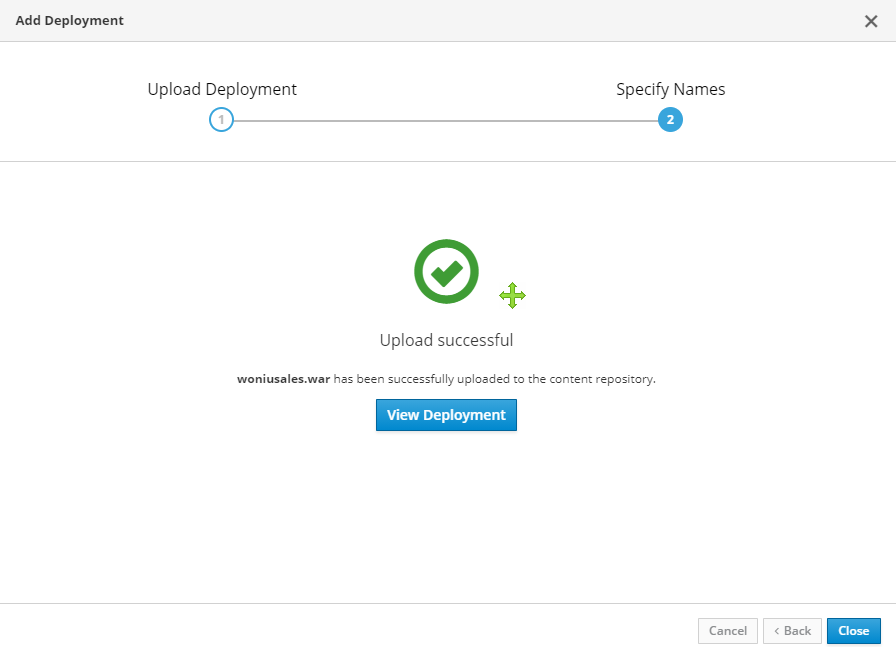 Add Deployment
Upload Deployment
Specify Names
1
2
Upload successful
woniusales.war has been successfully uploaded to the content repository.
View Deployment
Cancel
Back
Close